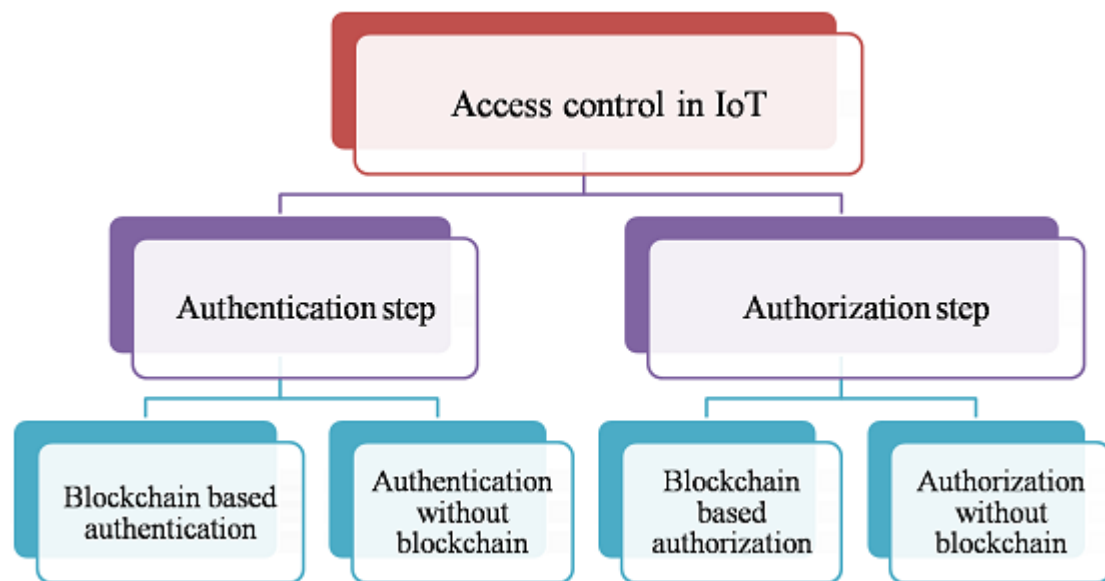 Access control in IoT
Authentication step
Authorization step
Blockchain based
authentication
Authentication
without
blockchain
Blockchain
based
authorization
Authorization
without
blockchain